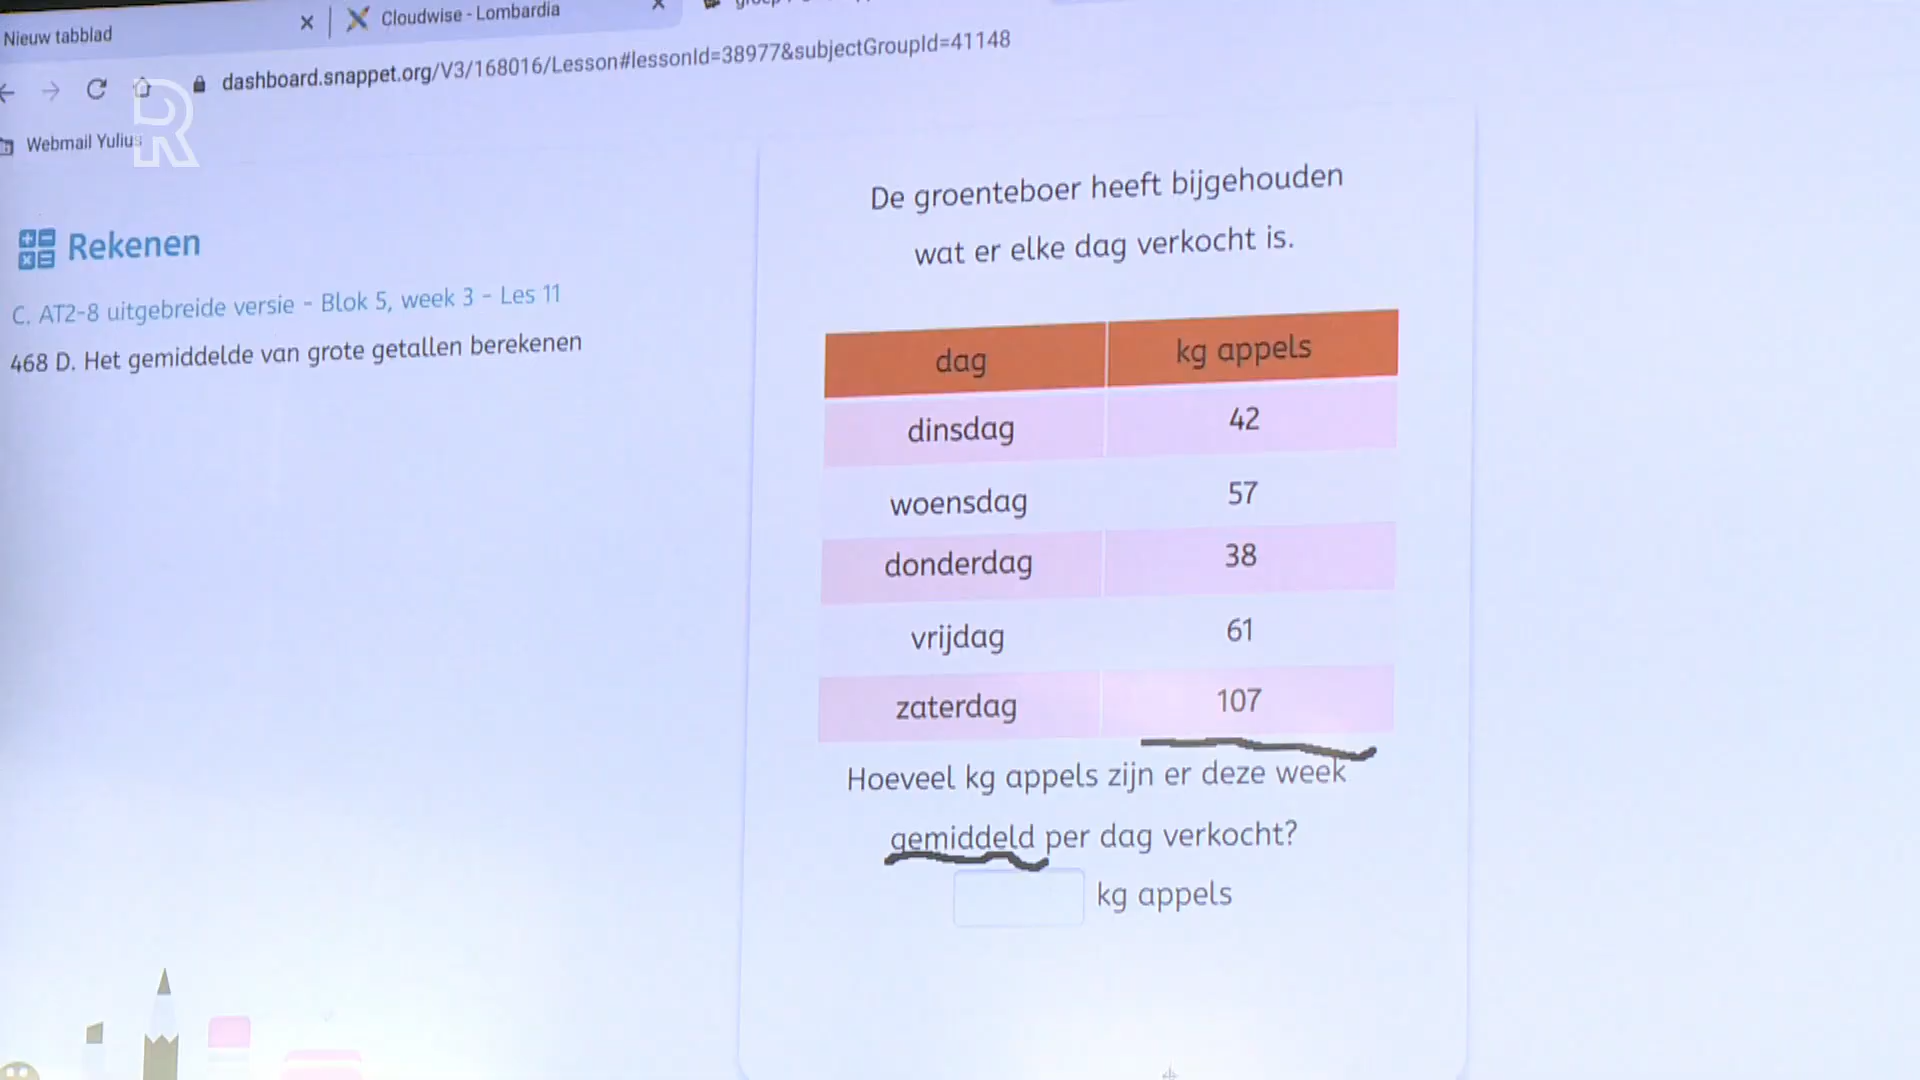 Nieuw tabblad
Cloudwise - Lombardia
dashboard.snappet.org/V3/168016/Lesson#lessonId=38977&subjectGroupId=41148
Webmail Yulius
R
Rekenen
C. AT2-8 uitgebreide versie - Blok 5, week 3 - Les 11
468 D. Het gemiddelde van grote getallen berekenen
De groenteboer heeft bijgehouden
wat er elke dag verkocht is.
dag kg appels
dinsdag 42
woensdag 57
donderdag 38
vrijdag 61
zaterdag 107
Hoeveel kg appels zijn er deze week
gemiddeld per dag verkocht?
kg appels